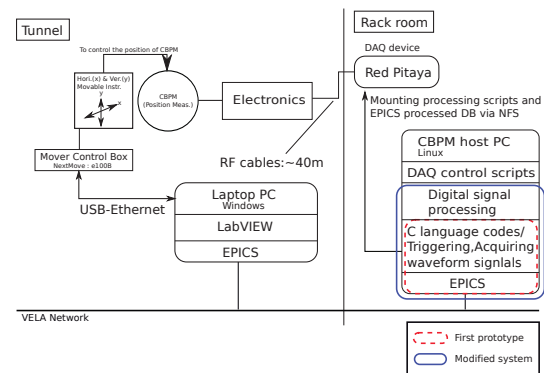 Tunnel
Rack room
To control the position of CBPM
DAQ device
Hori.(x) & Ver.(y)
Movable Instr.
y
x
CBPM
(Position Meas.)
Electronics
Red Pitaya
Mounting processing scripts and
EPICS processed DB via NFS
Mover Control Box
NextMove : e100B
RF cables:~40m
CBPM host PC
Linux
DAQ control scripts
Digital signal
processing
C language codes/
Triggering,Acquiring
waveform signlals
EPICS
USB-Ethernet
Laptop PC
Windows
LabVIEW
EPICS
VELA Network
First prototype
Modified system